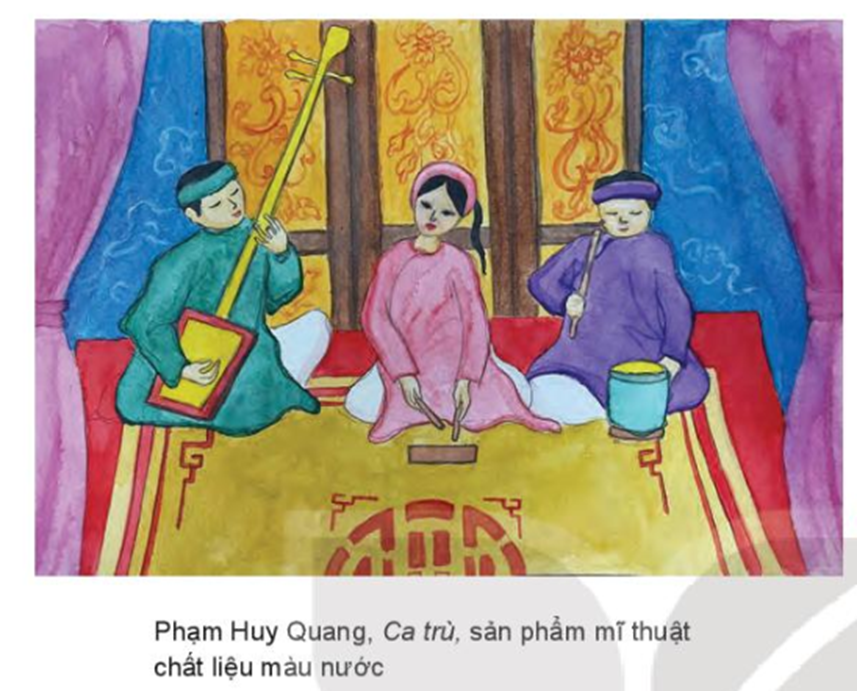 Phạm Huy Quang, Ca trù, sản phẩm mĩ thuật
chất liệu màu nước